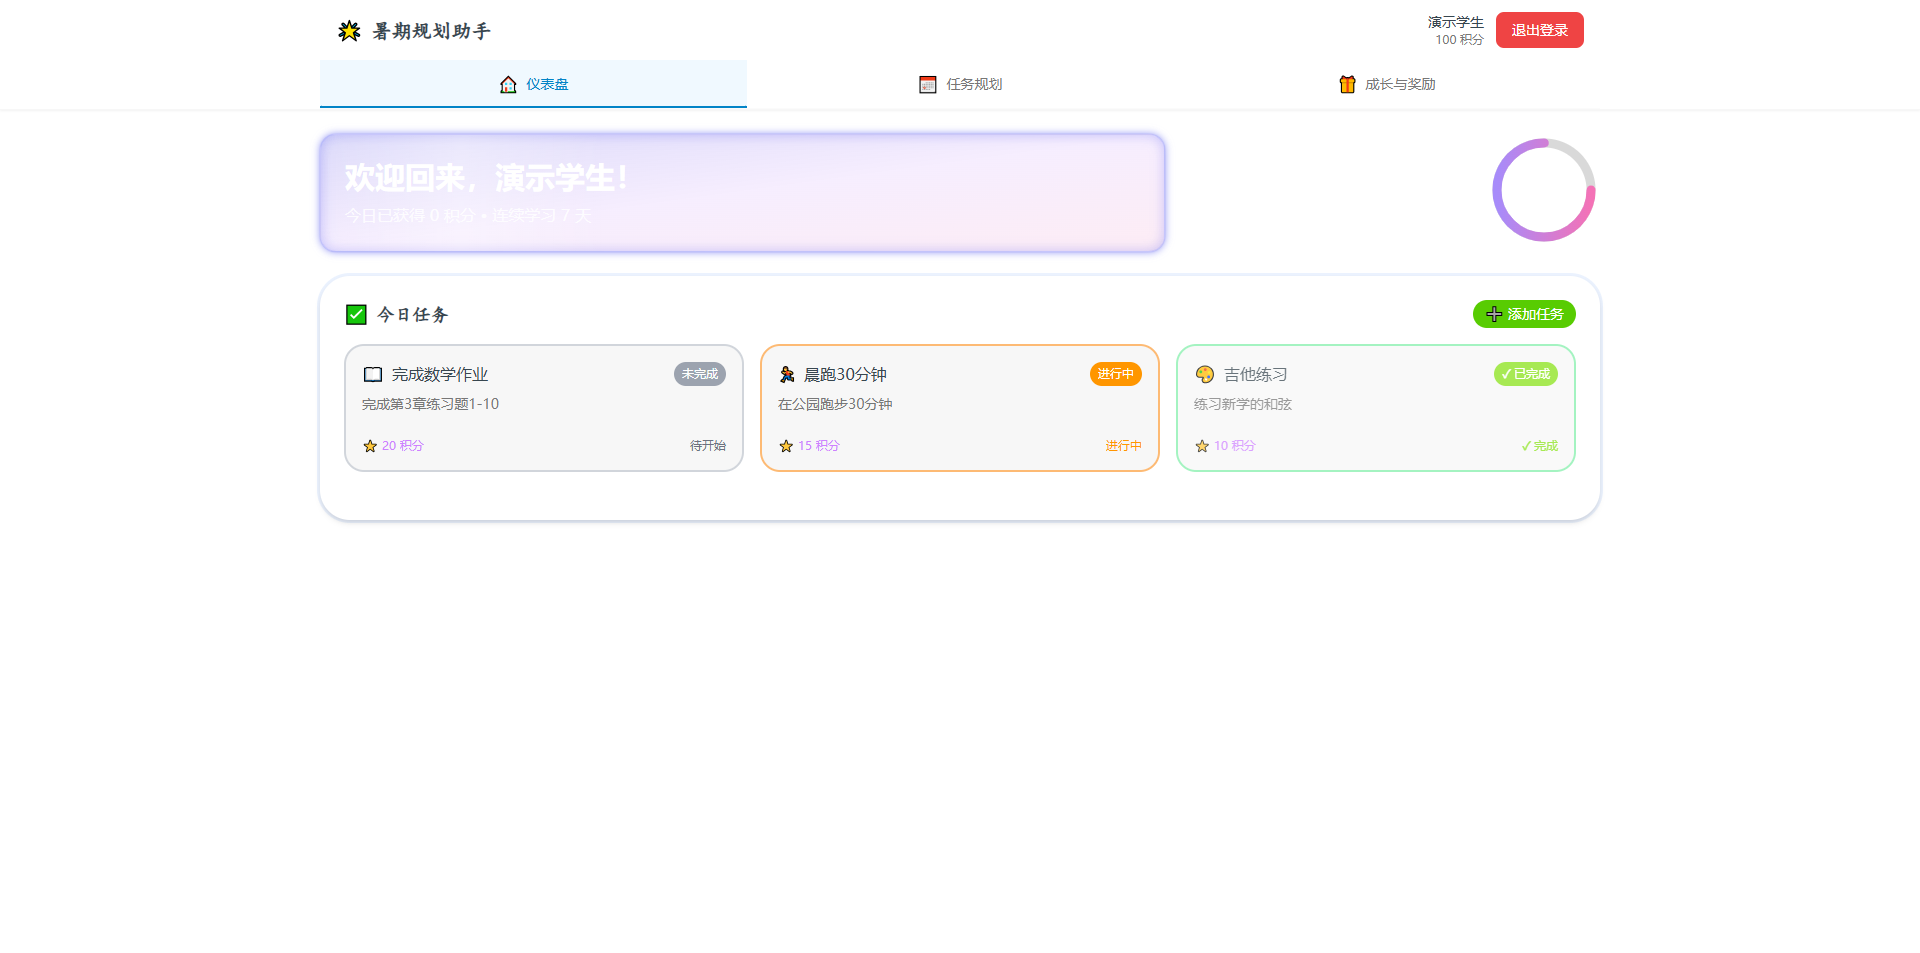 暑期规划助手
演示学生
100 积分
退出登录
仪表盘
任务规划
成长与奖励
欢迎回来，演示学生！
今日已获得 0 积分 • 连续学习 7 天
今日任务
添加任务
完成数学作业
未完成
完成第3章练习题1-10
20 积分
待开始
晨跑30分钟
进行中
在公园跑步30分钟
15 积分
进行中
吉他练习
✓ 已完成
练习新学的和弦
10 积分
✓ 完成